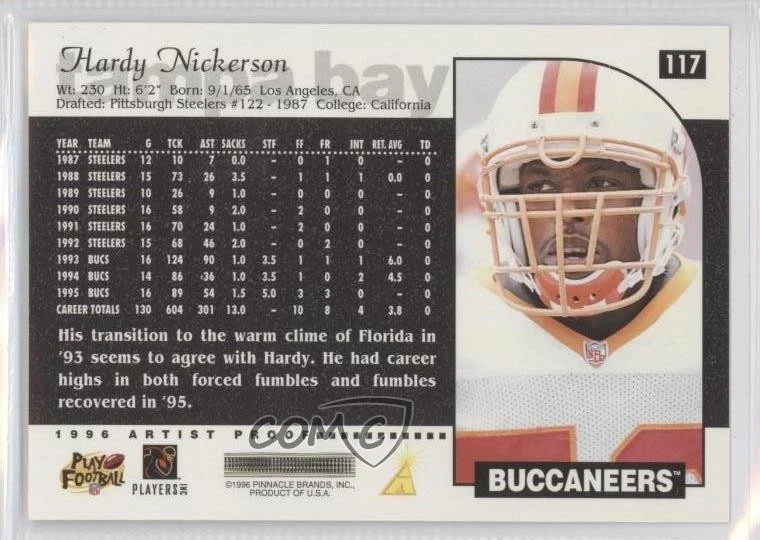 Hardy Nickerson
tampa bay
117
Wt: 230 Ht: 6'2" Born: 9/1/65 Los Angeles, CA
Drafted: Pittsburgh Steelers #122 - 1987 College: California
YEAR TEAM G TCK AST SACKS STF FF FR INT RET. AVG TD
1987 STEELERS 12 10 7 0.0 – 0 1 0 – 0
1988 STEELERS 15 73 26 3.5 – 1 1 1 0.0 0
1989 STEELERS 10 26 9 1.0 – 0 0 0 – 0
1990 STEELERS 16 58 9 2.0 – 2 0 0 – 0
1991 STEELERS 16 70 24 1.0 – 2 0 0 – 0
1992 STEELERS 15 68 46 2.0 – 0 2 0 – 0
1993 BUCS 16 124 90 1.0 3.5 1 1 1 6.0 0
1994 BUCS 14 86 36 1.0 3.5 1 0 2 4.5 0
1995 BUCS 16 89 54 1.5 5.0 3 3 0 – 0
CAREER TOTALS 130 604 301 13.0 – 10 8 4 3.8 0
His transition to the warm clime of Florida in
'93 seems to agree with Hardy. He had career
highs in both forced fumbles and fumbles
recovered in '95.
1996 ARTIST PROOF
COMC
PLAY
FOOTBALL
NFL
PLAYERS INC
©1996 PINNACLE BRANDS, INC.,
PRODUCT OF U.S.A.
NFL
BUCCANEERS™